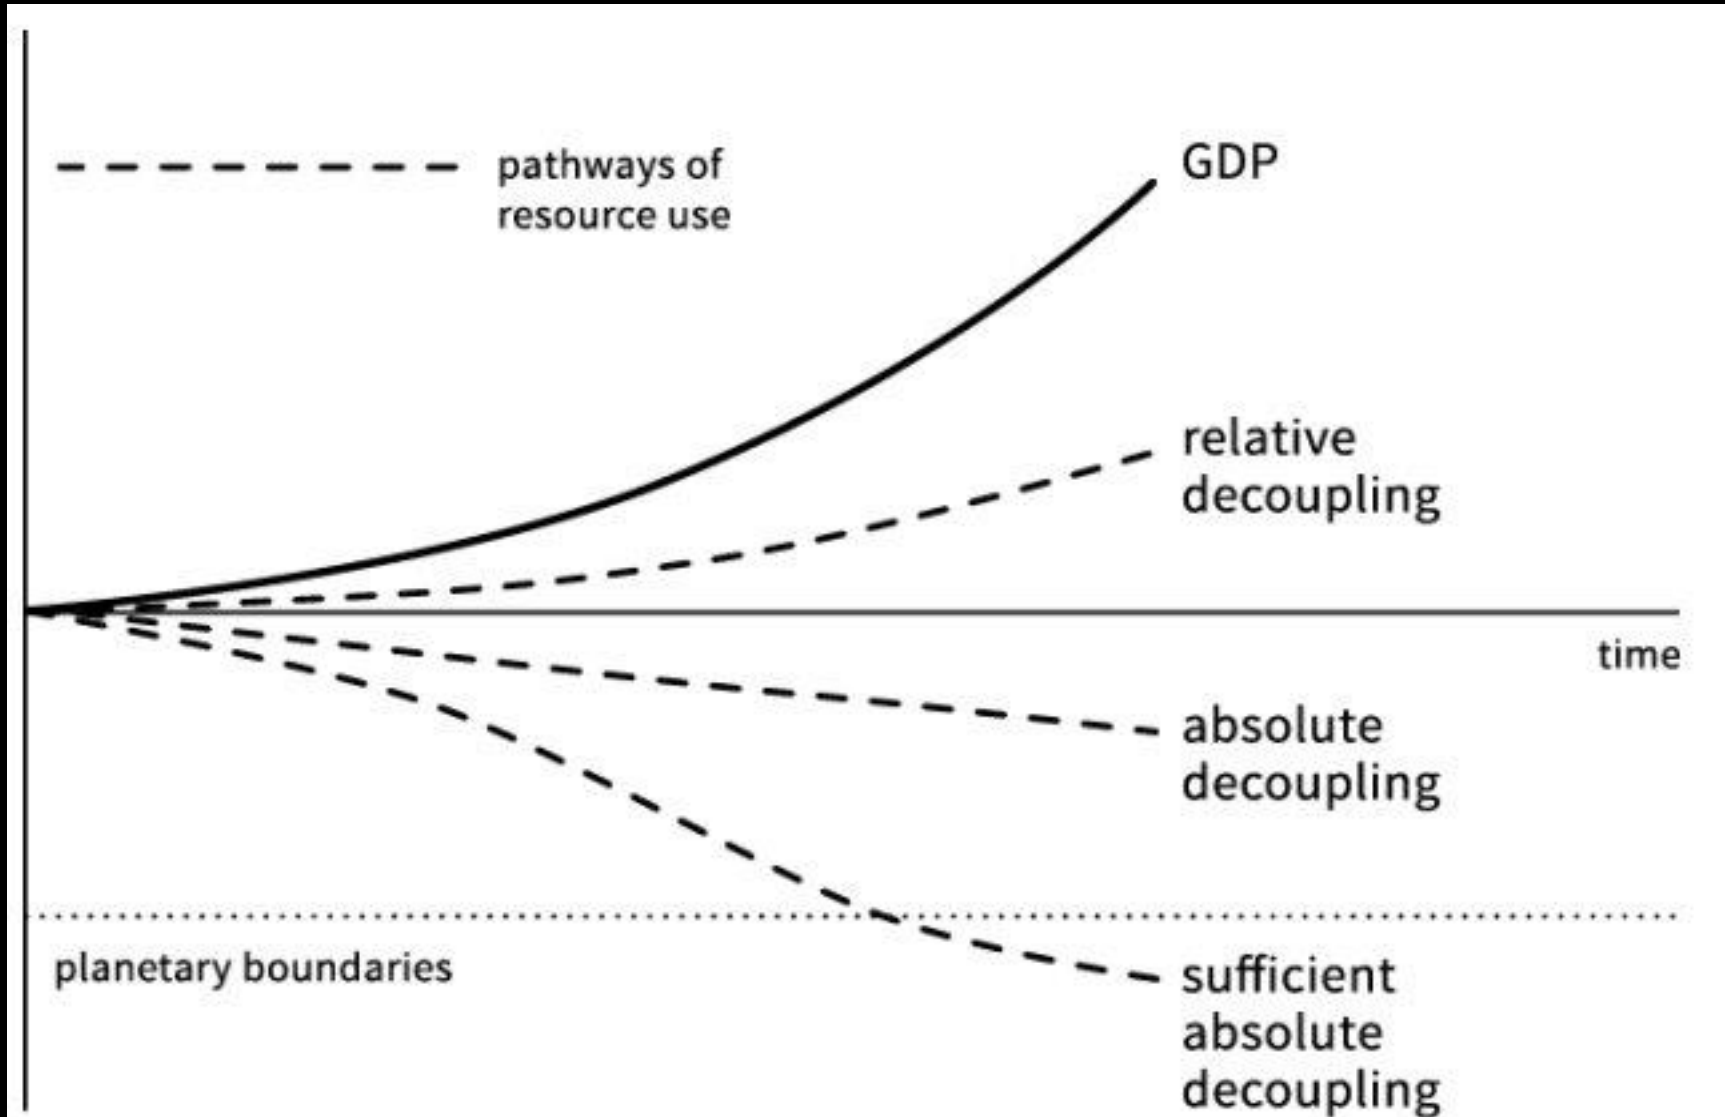 pathways of
resource use
GDP
relative
decoupling
time
absolute
decoupling
planetary boundaries
sufficient
absolute
decoupling